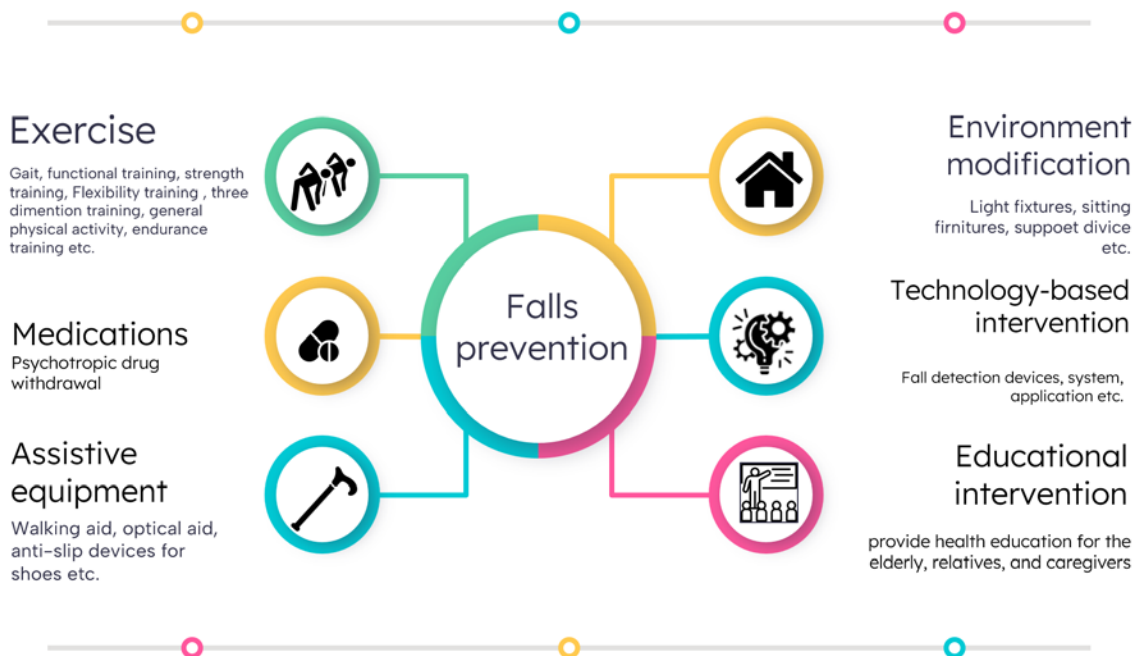 Exercise
Gait, functional training, strength
training, Flexibility training , three
dimention training, general
physical activity, endurance
training etc.
Medications
Psychotropic drug
withdrawal
Assistive
equipment
Walking aid, optical aid,
anti-slip devices for
shoes etc.
Falls
prevention
Environment
modification
Light fixtures, sitting
firnitures, suppoet divice
etc.
Technology-based
intervention
Fall detection devices, system,
application etc.
Educational
intervention
provide health education for the
elderly, relatives, and caregivers